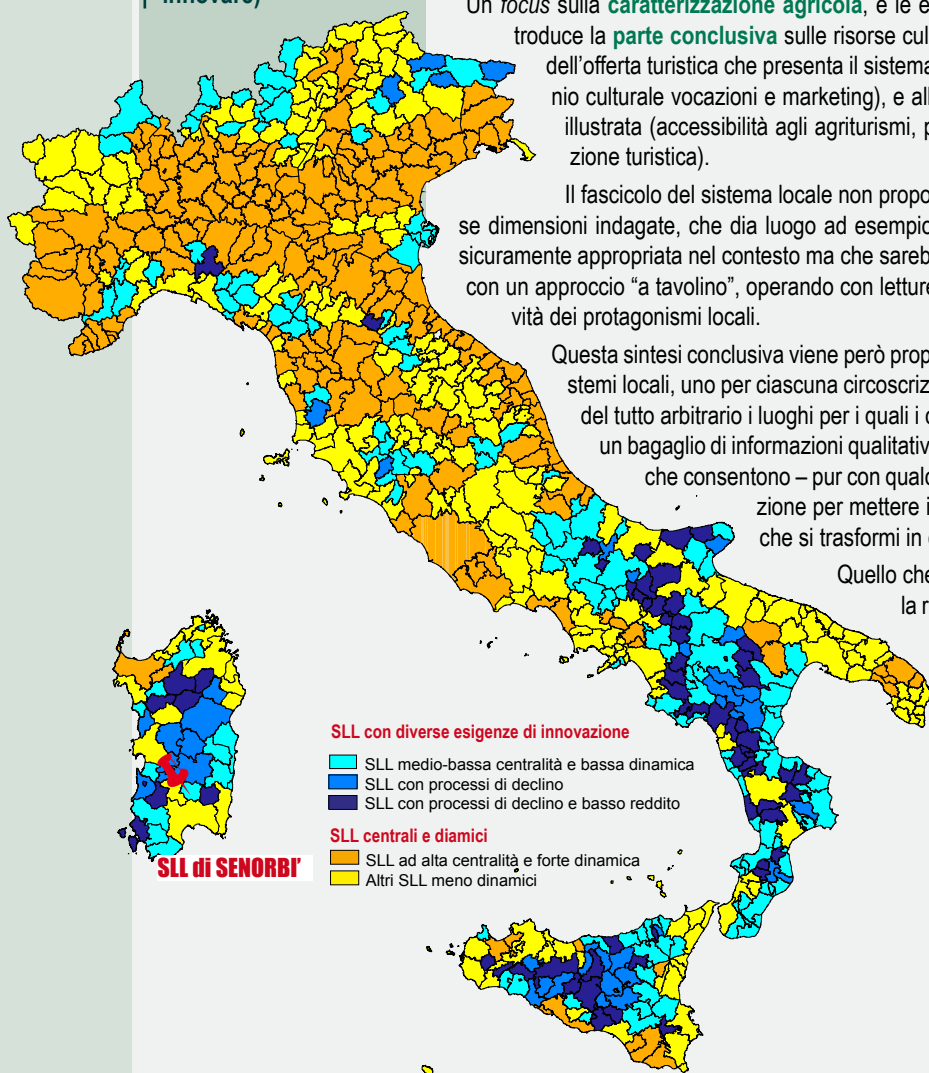 innovare)
Un focus sulla caratterizzazione agricola, e le e
troduce la parte conclusiva sulle risorse cul
dell'offerta turistica che presenta il sistema
nio culturale vocazioni e marketing), e all
illustrata (accessibilità agli agriturismi, p
zione turistica).
Il fascicolo del sistema locale non propo
se dimensioni indagate, che dia luogo ad esempio
sicuramente appropriata nel contesto ma che sareb
con un approccio “a tavolino”, operando con letture
vità dei protagonismi locali.
Questa sintesi conclusiva viene però prop
stemi locali, uno per ciascuna circoscriz
del tutto arbitrario i luoghi per i quali i d
un bagaglio di informazioni qualitativ
che consentono – pur con qualc
zione per mettere i
che si trasformi in
Quello che
la r
SLL con diverse esigenze di innovazione
SLL medio-bassa centralità e bassa dinamica
SLL con processi di declino
SLL con processi di declino e basso reddito
SLL centrali e diamici
SLL ad alta centralità e forte dinamica
Altri SLL meno dinamici
SLL di SENORBI’